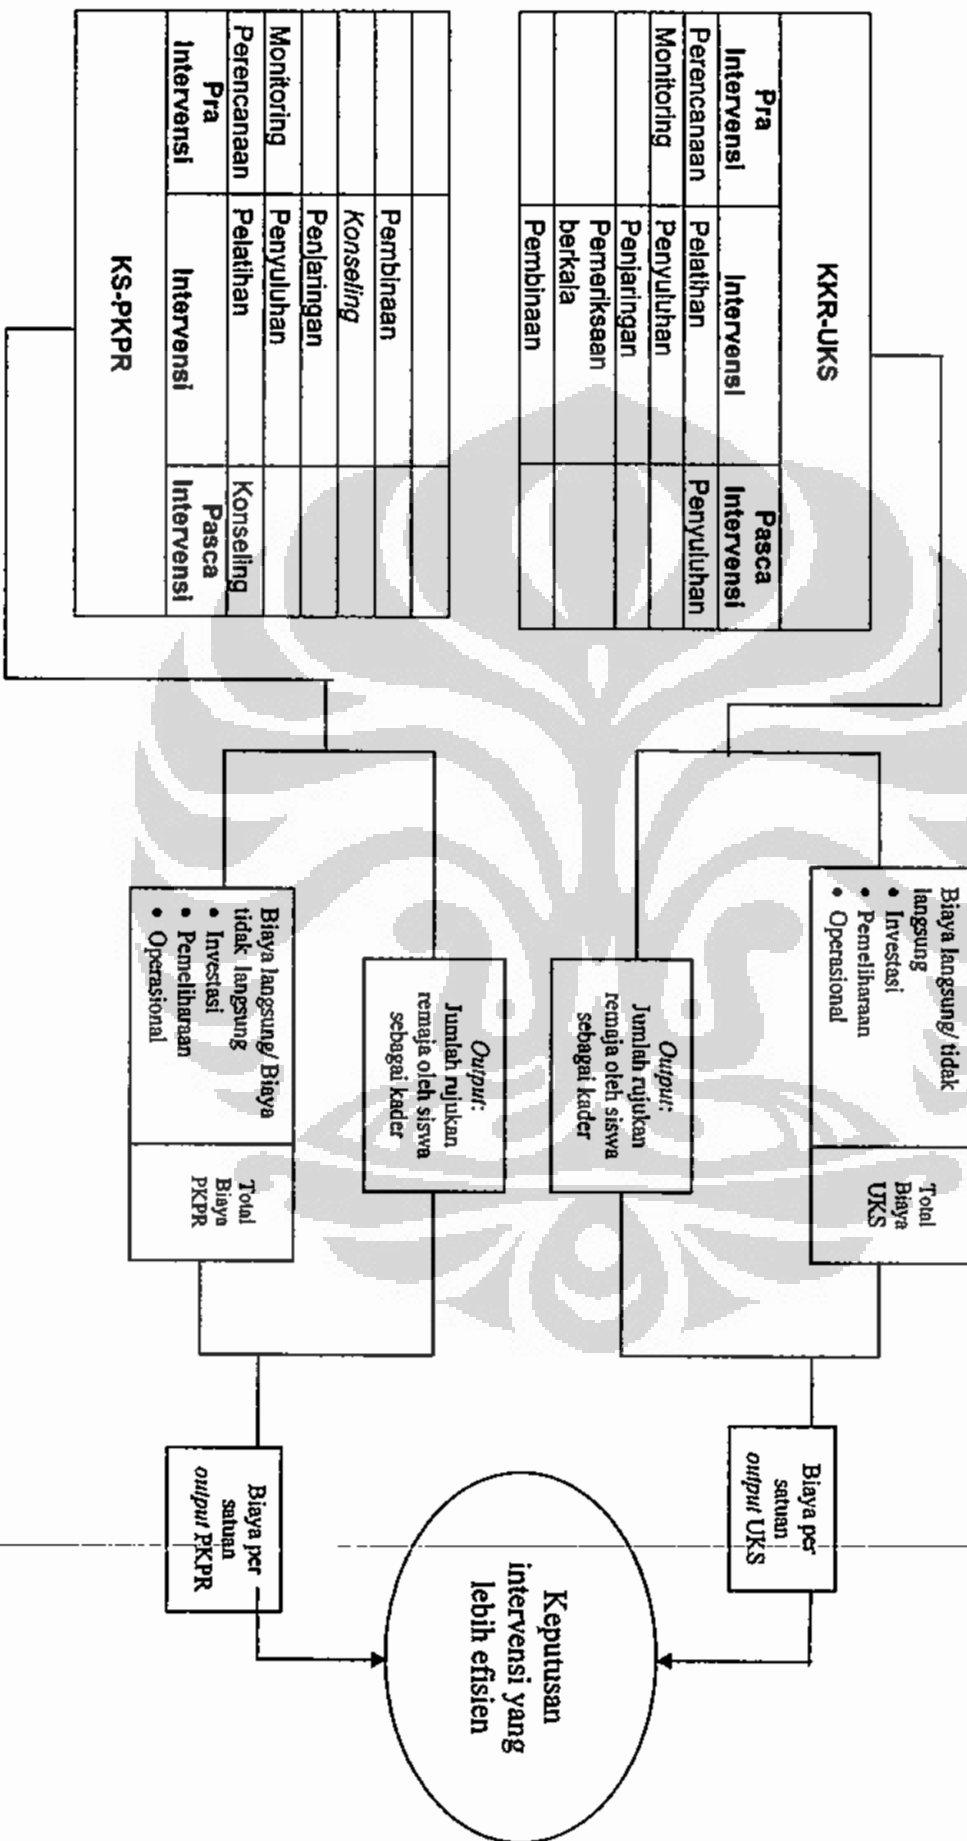 KKR-UKS
Pra Intervensi Pasca
Intervensi Intervensi
Perencanaan Pelatihan Penyuluhan
Monitoring Penyuluhan
Penjaringan
Pemeriksaan
berkala
Pembinaan
Biaya langsung/ tidak
langsung
• Investasi
• Pemeliharaan
• Operasional
Total
Biaya
UKS
Output:
Jumlah rujukan
remaja oleh siswa
sebagai kader
Biaya per
satuan
output UKS
Keputusan
intervensi yang
lebih efisien
Pembinaan
Konseling
Penjaringan
Monitoring Penyuluhan
Perencanaan Pelatihan Konseling
Pra Intervensi Pasca
Intervensi Intervensi
KS-PKPR
Output:
Jumlah rujukan
remaja oleh siswa
sebagai kader
Biaya langsung/ Biaya
tidak langsung
• Investasi
• Pemeliharaan
• Operasional
Total
Biaya
PKPR
Biaya per
satuan
output PKPR